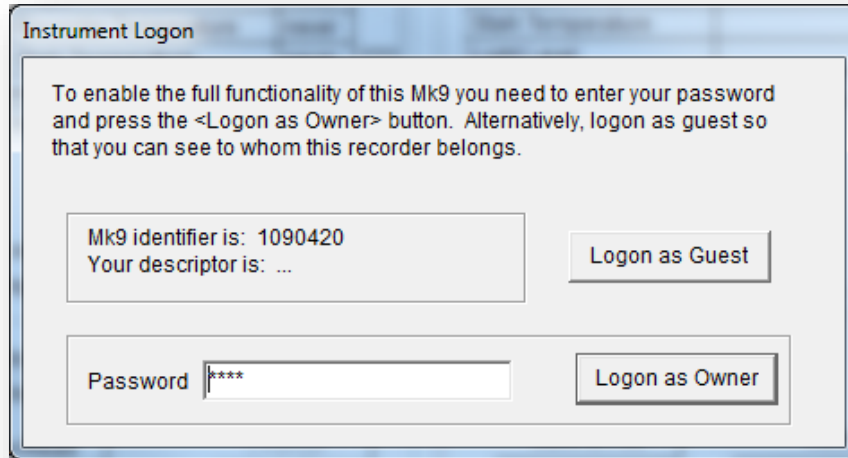 Instrument Logon
To enable the full functionality of this Mk9 you need to enter your password
and press the <Logon as Owner> button.  Alternatively, logon as guest so
that you can see to whom this recorder belongs.
Mk9 identifier is:  1090420
Your descriptor is:  ...
Logon as Guest
Password
****
Logon as Owner